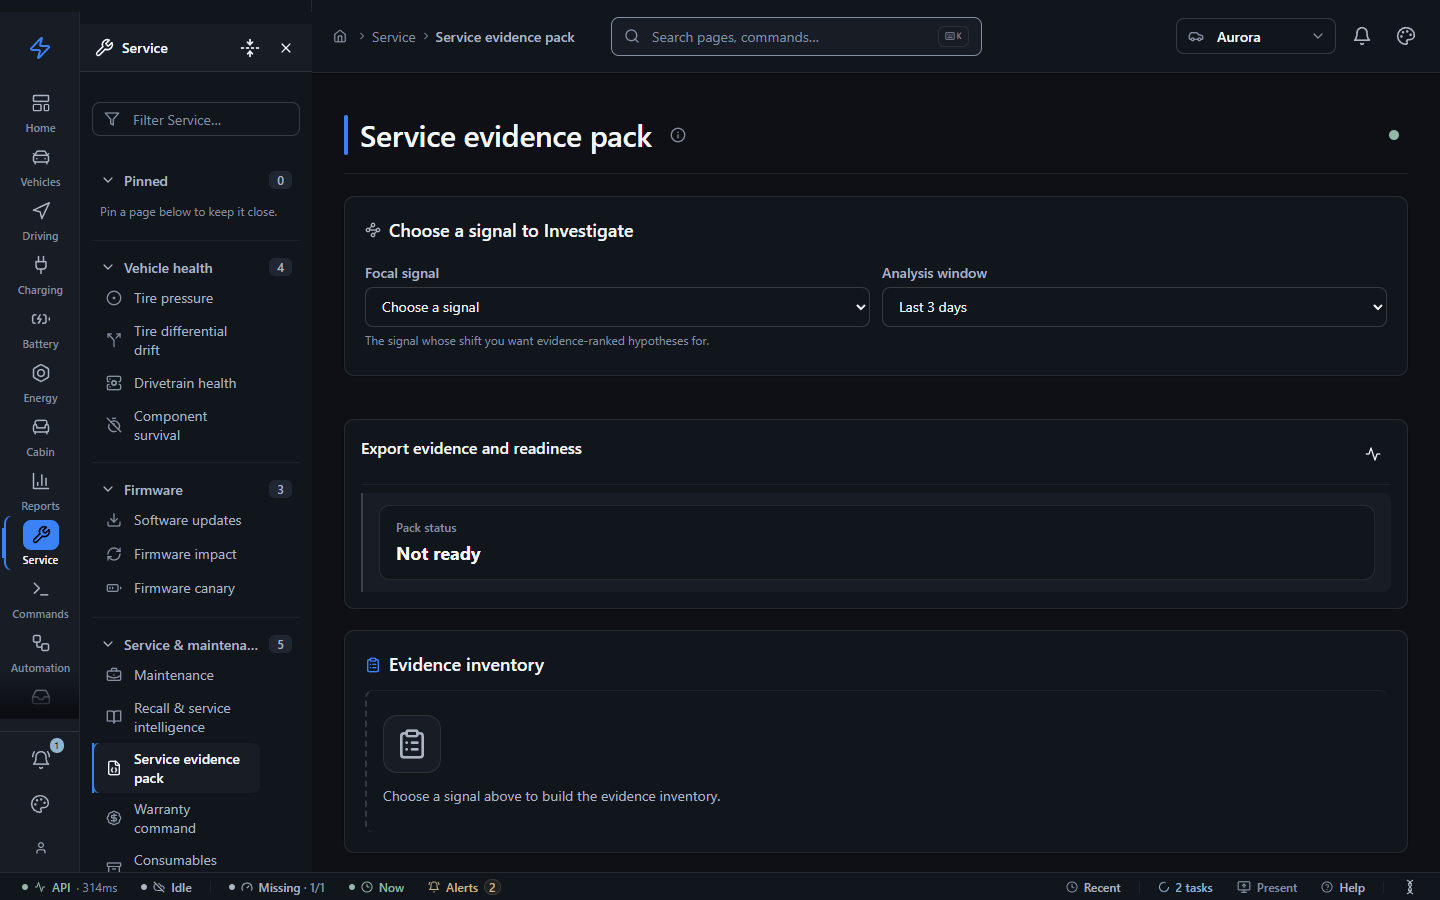 Home
Vehicles
Driving
Charging
Battery
Energy
Cabin
Reports
Service
Commands
Automation
1
Service
Filter Service...
Pinned 0
Pin a page below to keep it close.
Vehicle health 4
Tire pressure
Tire differential
drift
Drivetrain health
Component
survival
Firmware 3
Software updates
Firmware impact
Firmware canary
Service & maintena... 5
Maintenance
Recall & service
intelligence
Service evidence
pack
Warranty
command
Consumables
Service > Service evidence pack
Search pages, commands...
K
Aurora
Service evidence pack
Choose a signal to Investigate
Focal signal
Choose a signal
The signal whose shift you want evidence-ranked hypotheses for.
Analysis window
Last 3 days
Export evidence and readiness
Pack status
Not ready
Evidence inventory
Choose a signal above to build the evidence inventory.
API · 314ms
Idle
Missing · 1/1
Now
Alerts 2
Recent
2 tasks
Present
Help